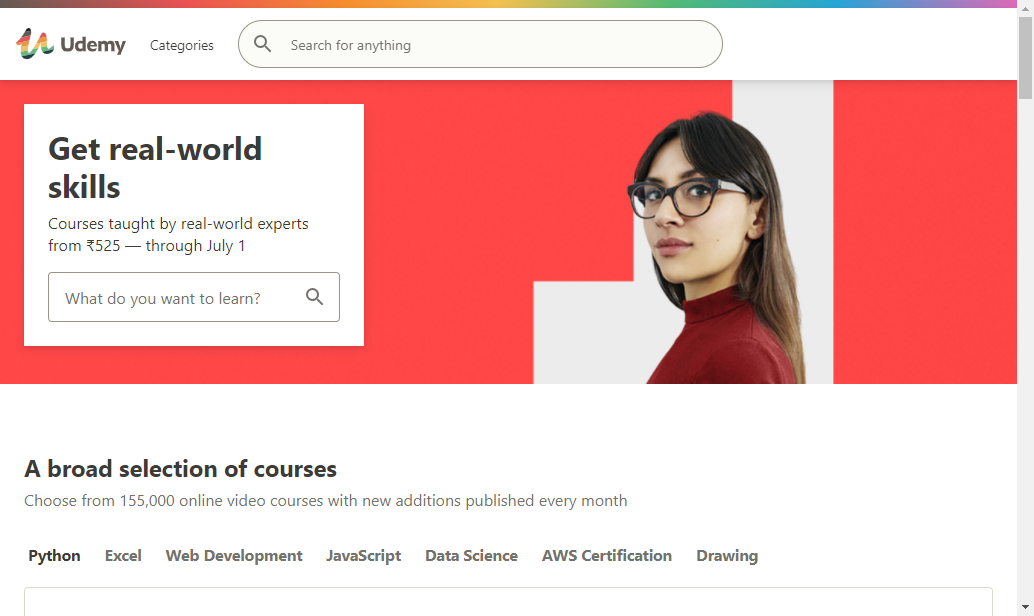 Udemy
Categories
Search for anything
Get real-world
skills
Courses taught by real-world experts
from ₹525 — through July 1
What do you want to learn?
A broad selection of courses
Choose from 155,000 online video courses with new additions published every month
Python Excel Web Development JavaScript Data Science AWS Certification Drawing